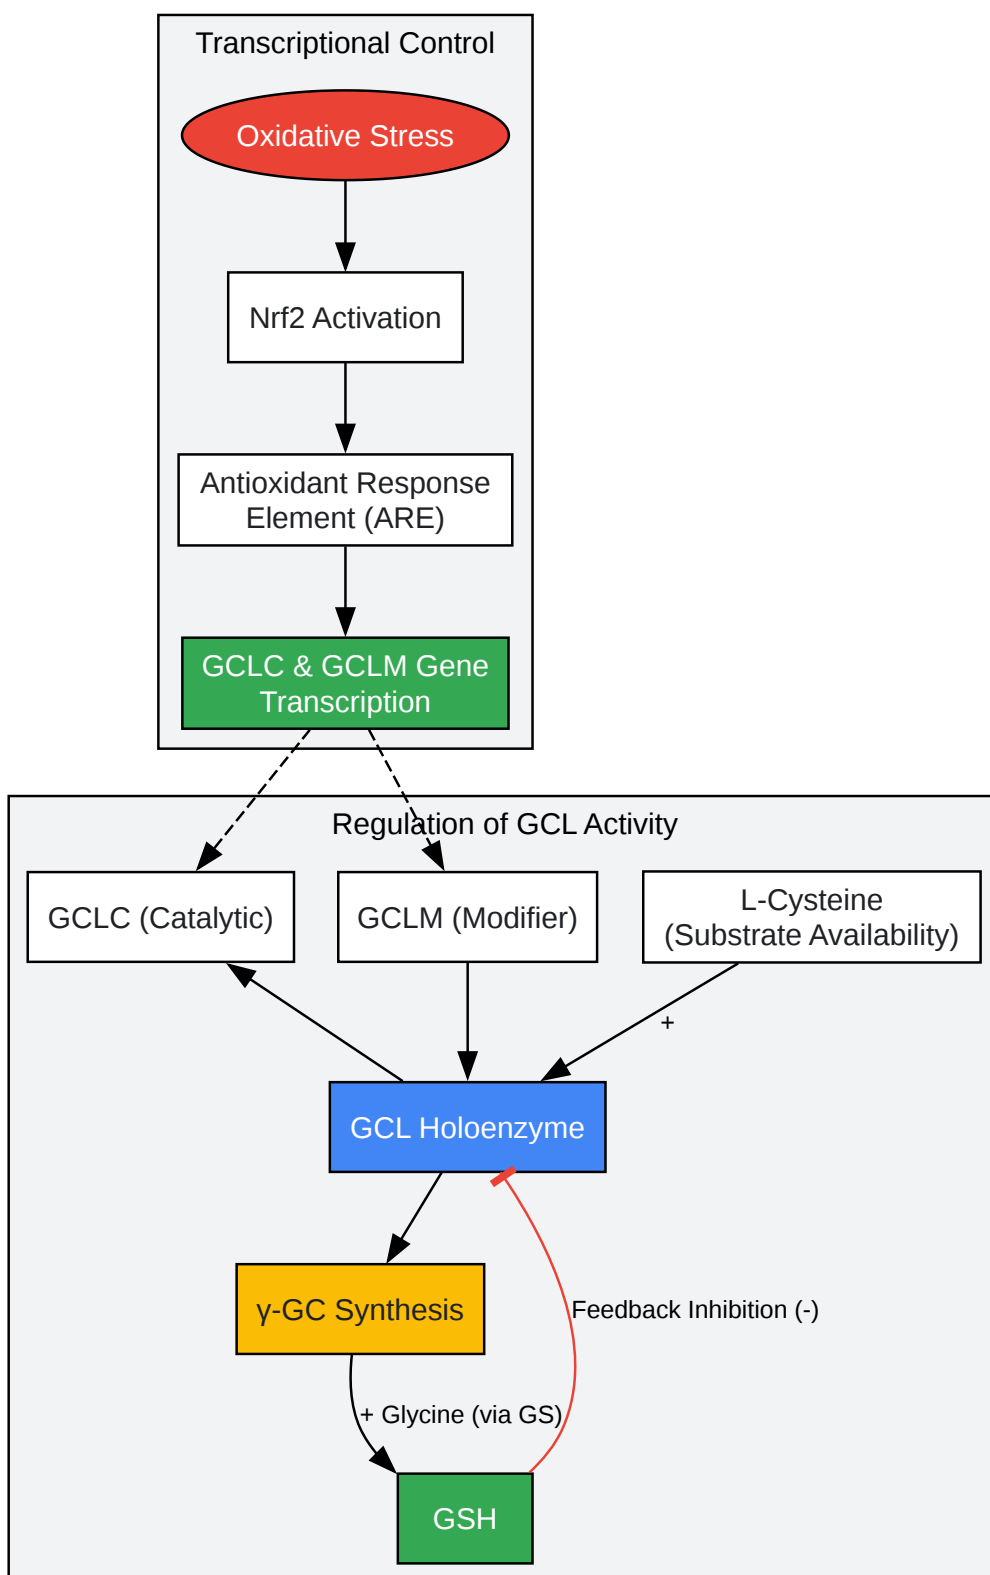 Transcriptional Control
Oxidative Stress
Nrf2 Activation
Antioxidant Response
Element (ARE)
GCLC & GCLM Gene
Transcription
Regulation of GCL Activity
GCLC (Catalytic)
GCLM (Modifier)
L-Cysteine
(Substrate Availability)
+
GCL Holoenzyme
γ-GC Synthesis
Feedback Inhibition (-)
+ Glycine (via GS)
GSH